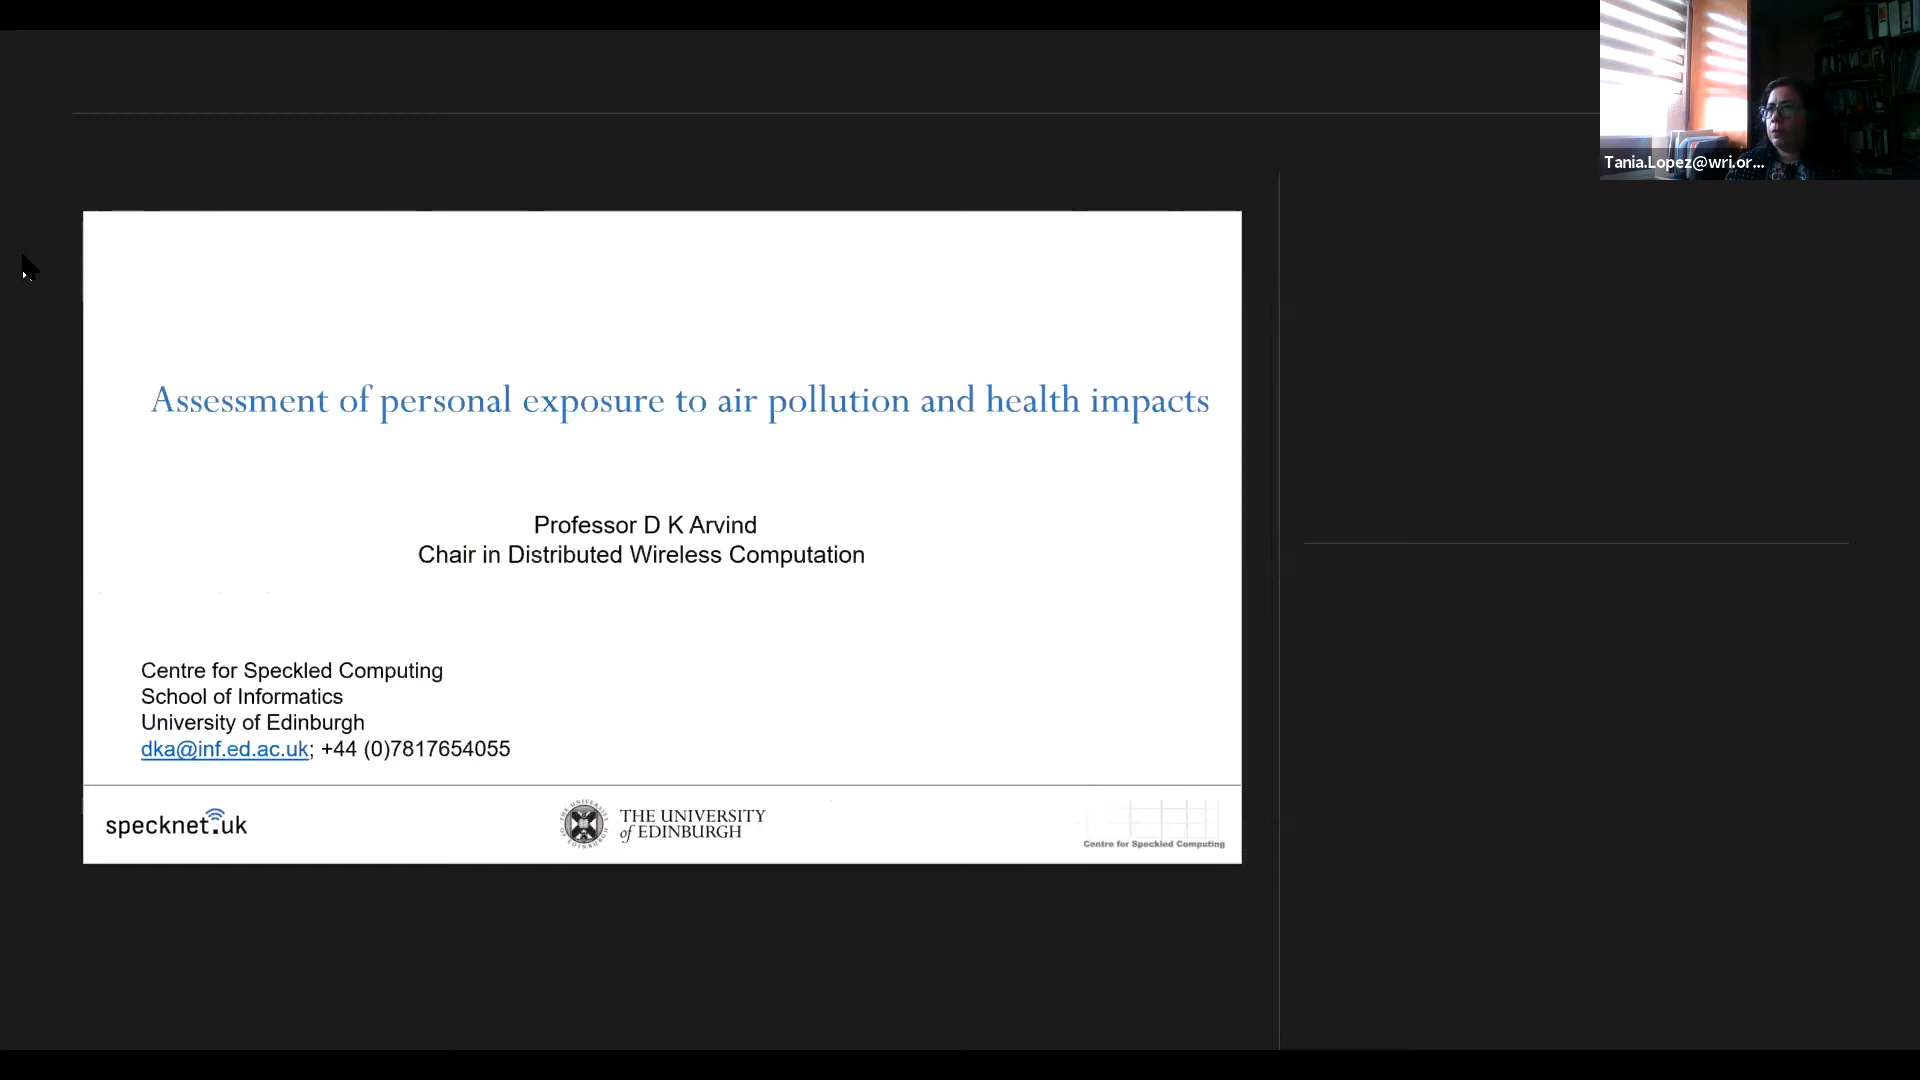 Tania.Lopez@wri.or...
Assessment of personal exposure to air pollution and health impacts
Professor D K Arvind
Chair in Distributed Wireless Computation
Centre for Speckled Computing
School of Informatics
University of Edinburgh
dka@inf.ed.ac.uk; +44 (0)7817654055
specknet.uk
THE UNIVERSITY
of EDINBURGH
Centre for Speckled Computing